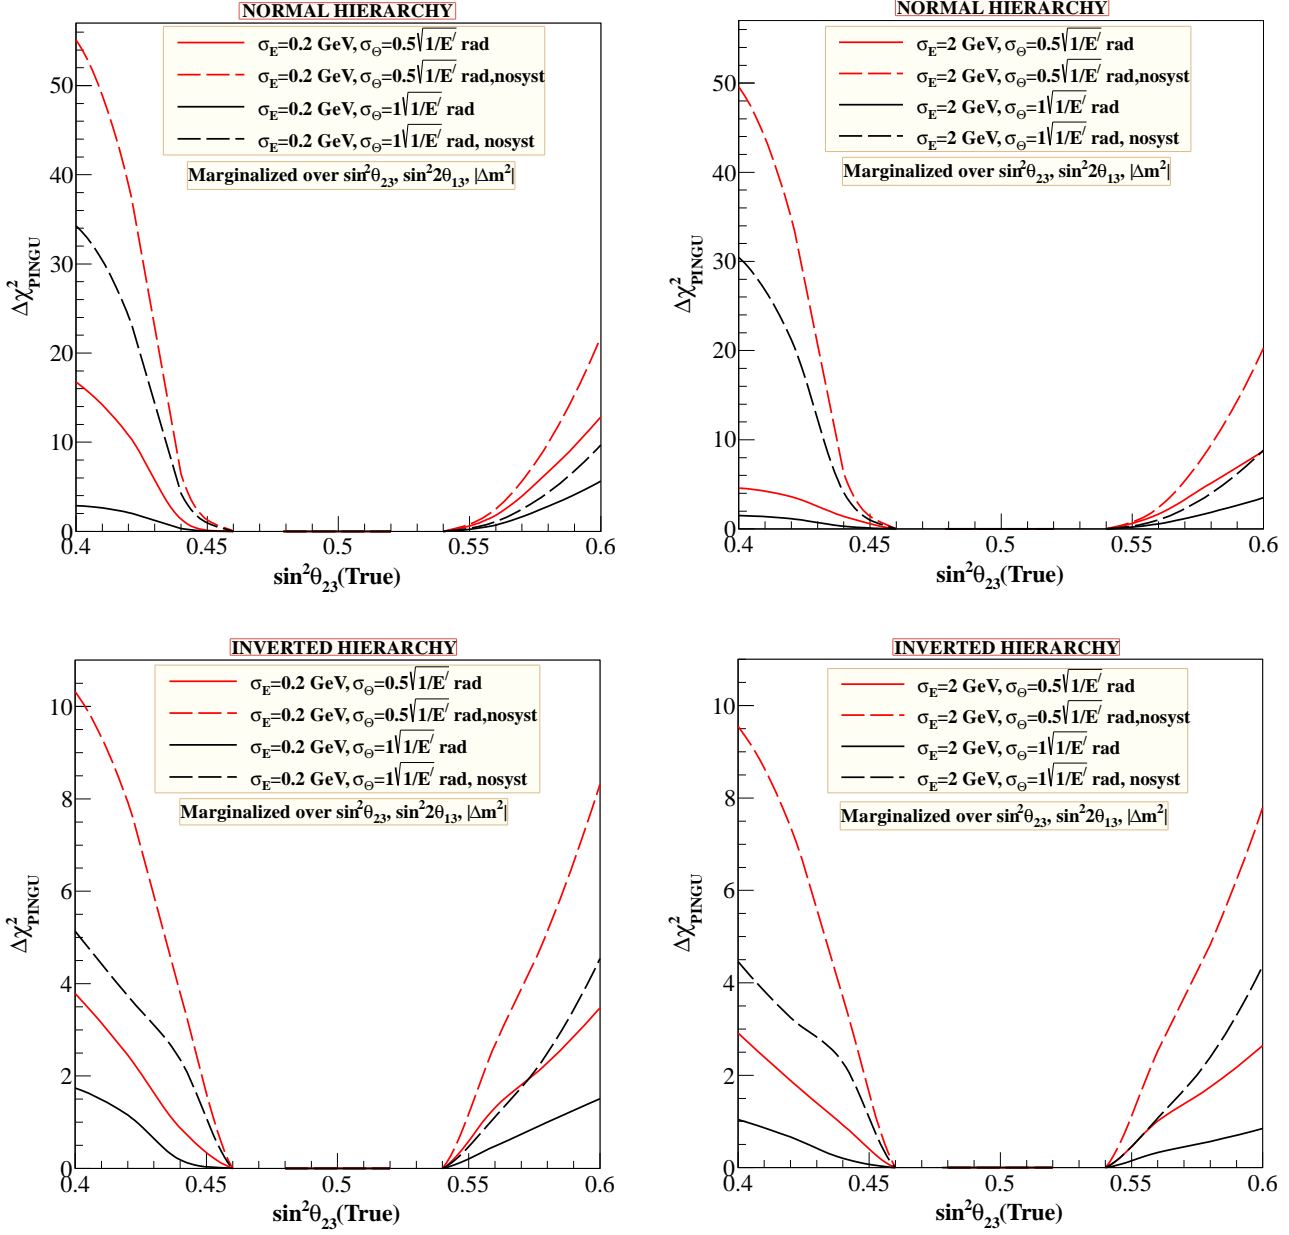 NORMAL HIERARCHY
σE=0.2 GeV, σΘ=0.5√1/E′ rad
σE=0.2 GeV, σΘ=0.5√1/E′ rad,nosyst
σE=0.2 GeV, σΘ=1√1/E′ rad
σE=0.2 GeV, σΘ=1√1/E′ rad, nosyst
Marginalized over sin²θ23, sin²2θ13, |Δm²|
Δχ²PINGU
50
40
30
20
10
0
0.4 0.45 0.5 0.55 0.6
sin²θ23(True)
NORMAL HIERARCHY
σE=2 GeV, σΘ=0.5√1/E′ rad
σE=2 GeV, σΘ=0.5√1/E′ rad,nosyst
σE=2 GeV, σΘ=1√1/E′ rad
σE=2 GeV, σΘ=1√1/E′ rad, nosyst
Marginalized over sin²θ23, sin²2θ13, |Δm²|
Δχ²PINGU
50
40
30
20
10
0
0.4 0.45 0.5 0.55 0.6
sin²θ23(True)
INVERTED HIERARCHY
σE=0.2 GeV, σΘ=0.5√1/E′ rad
σE=0.2 GeV, σΘ=0.5√1/E′ rad,nosyst
σE=0.2 GeV, σΘ=1√1/E′ rad
σE=0.2 GeV, σΘ=1√1/E′ rad, nosyst
Marginalized over sin²θ23, sin²2θ13, |Δm²|
Δχ²PINGU
10
8
6
4
2
0
0.4 0.45 0.5 0.55 0.6
sin²θ23(True)
INVERTED HIERARCHY
σE=2 GeV, σΘ=0.5√1/E′ rad
σE=2 GeV, σΘ=0.5√1/E′ rad,nosyst
σE=2 GeV, σΘ=1√1/E′ rad
σE=2 GeV, σΘ=1√1/E′ rad, nosyst
Marginalized over sin²θ23, sin²2θ13, |Δm²|
Δχ²PINGU
10
8
6
4
2
0
0.4 0.45 0.5 0.55 0.6
sin²θ23(True)